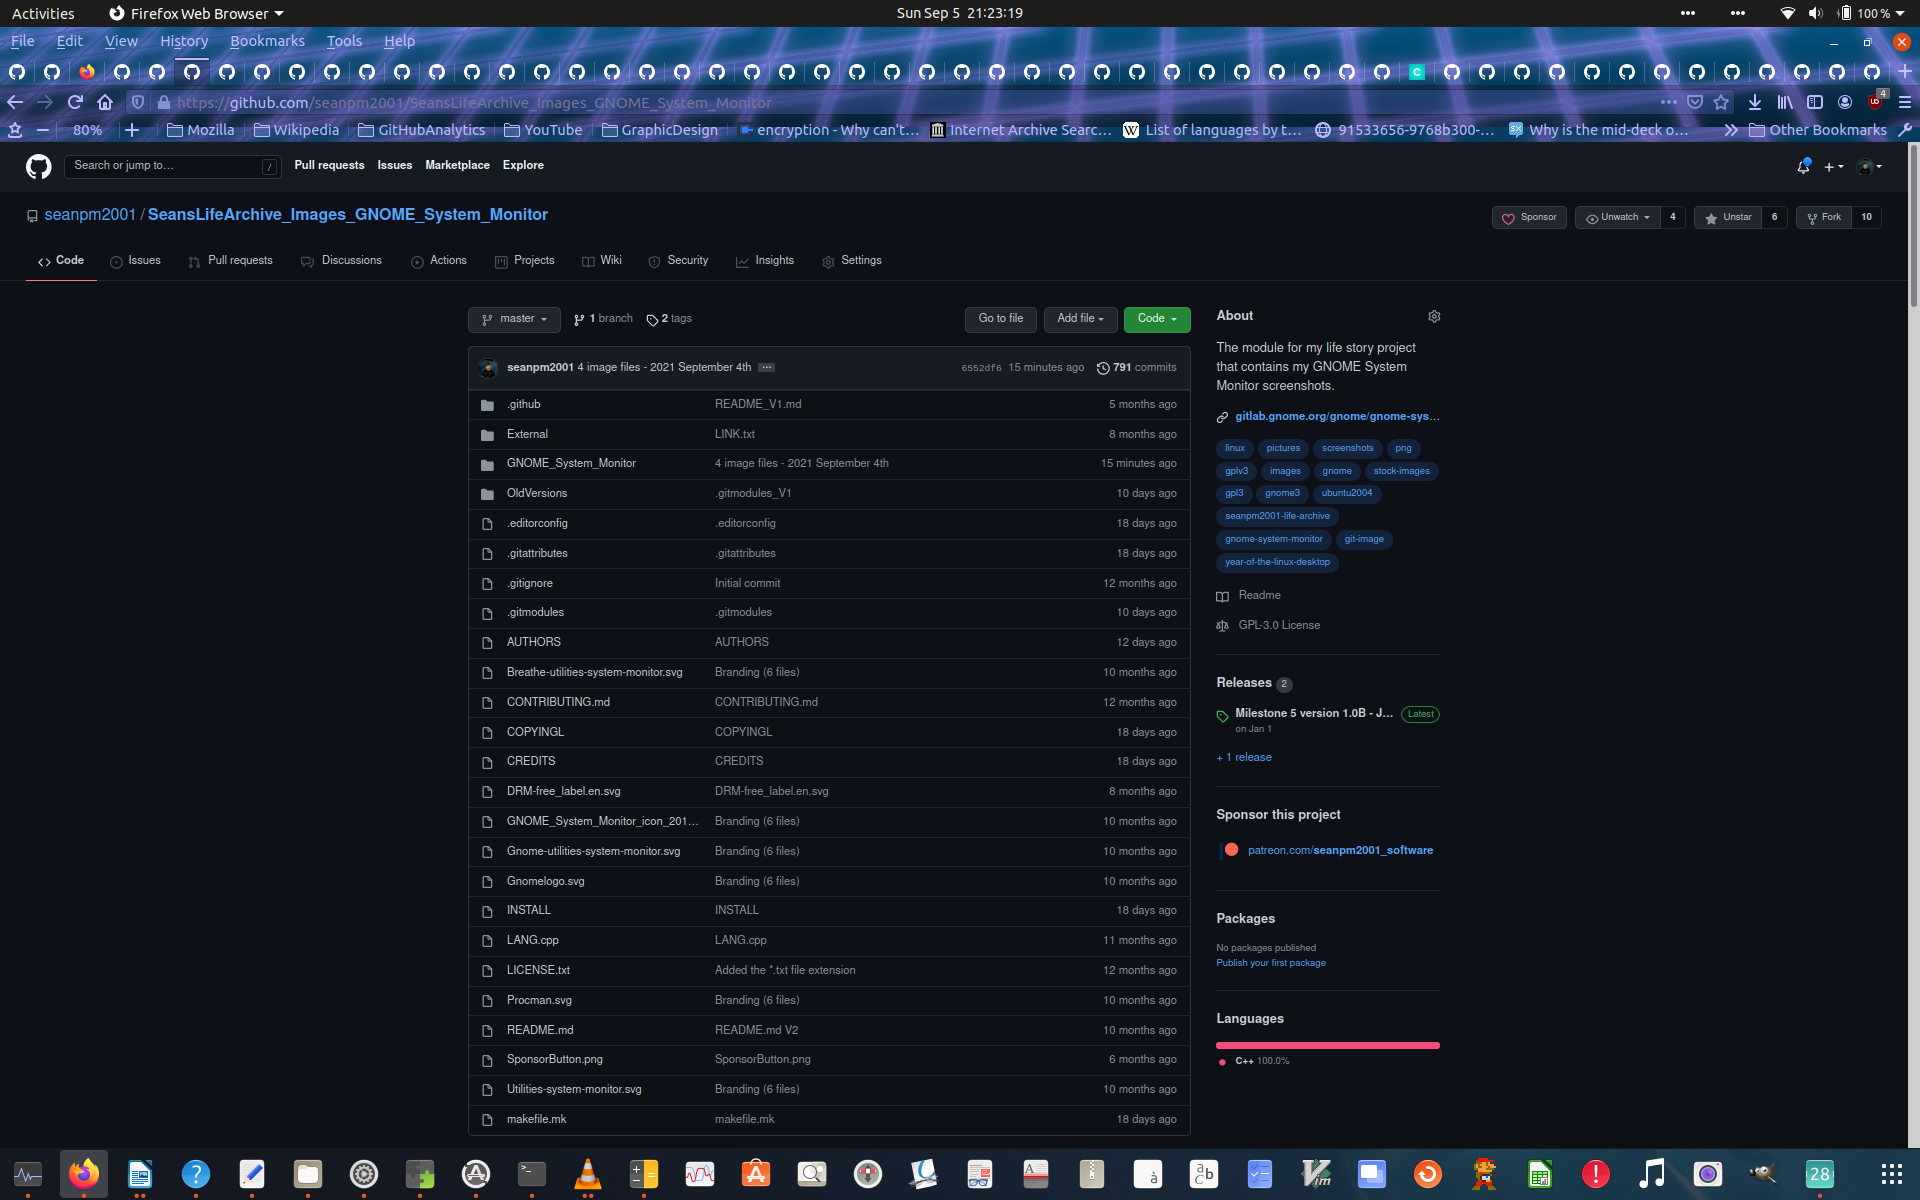 Activities Firefox Web Browser Sun Sep 5 21:23:19 100 %
File Edit View History Bookmarks Tools Help
https://github.com/seanpm2001/SeansLifeArchive_Images_GNOME_System_Monitor 4
80% Mozilla Wikipedia GitHubAnalytics YouTube GraphicDesign encryption - Why can't... Internet Archive Searc... List of languages by t... 91533656-9768b300-... Why is the mid-deck o... Other Bookmarks
Search or jump to... / Pull requests Issues Marketplace Explore
seanpm2001 / SeansLifeArchive_Images_GNOME_System_Monitor Sponsor Unwatch 4 Unstar 6 Fork 10
Code Issues Pull requests Discussions Actions Projects Wiki Security Insights Settings
master 1 branch 2 tags Go to file Add file Code
seanpm2001 4 image files - 2021 September 4th 6552df6 15 minutes ago 791 commits
.github README_V1.md 5 months ago
External LINK.txt 8 months ago
GNOME_System_Monitor 4 image files - 2021 September 4th 15 minutes ago
OldVersions .gitmodules_V1 10 days ago
.editorconfig .editorconfig 18 days ago
.gitattributes .gitattributes 18 days ago
.gitignore Initial commit 12 months ago
.gitmodules .gitmodules 10 days ago
AUTHORS AUTHORS 12 days ago
Breathe-utilities-system-monitor.svg Branding (6 files) 10 months ago
CONTRIBUTING.md CONTRIBUTING.md 12 months ago
COPYINGL COPYINGL 18 days ago
CREDITS CREDITS 18 days ago
DRM-free_label.en.svg DRM-free_label.en.svg 8 months ago
GNOME_System_Monitor_icon_201... Branding (6 files) 10 months ago
Gnome-utilities-system-monitor.svg Branding (6 files) 10 months ago
Gnomelogo.svg Branding (6 files) 10 months ago
INSTALL INSTALL 18 days ago
LANG.cpp LANG.cpp 11 months ago
LICENSE.txt Added the *.txt file extension 12 months ago
Procman.svg Branding (6 files) 10 months ago
README.md README.md V2 10 months ago
SponsorButton.png SponsorButton.png 6 months ago
Utilities-system-monitor.svg Branding (6 files) 10 months ago
makefile.mk makefile.mk 18 days ago
About
The module for my life story project
that contains my GNOME System
Monitor screenshots.
gitlab.gnome.org/gnome/gnome-sys...
linux pictures screenshots png
gplv3 images gnome stock-images
gpl3 gnome3 ubuntu2004
seanpm2001-life-archive
gnome-system-monitor git-image
year-of-the-linux-desktop
Readme
GPL-3.0 License
Releases 2
Milestone 5 version 1.0B - J... Latest
on Jan 1
+ 1 release
Sponsor this project
patreon.com/seanpm2001_software
Packages
No packages published
Publish your first package
Languages
C++ 100.0%
28